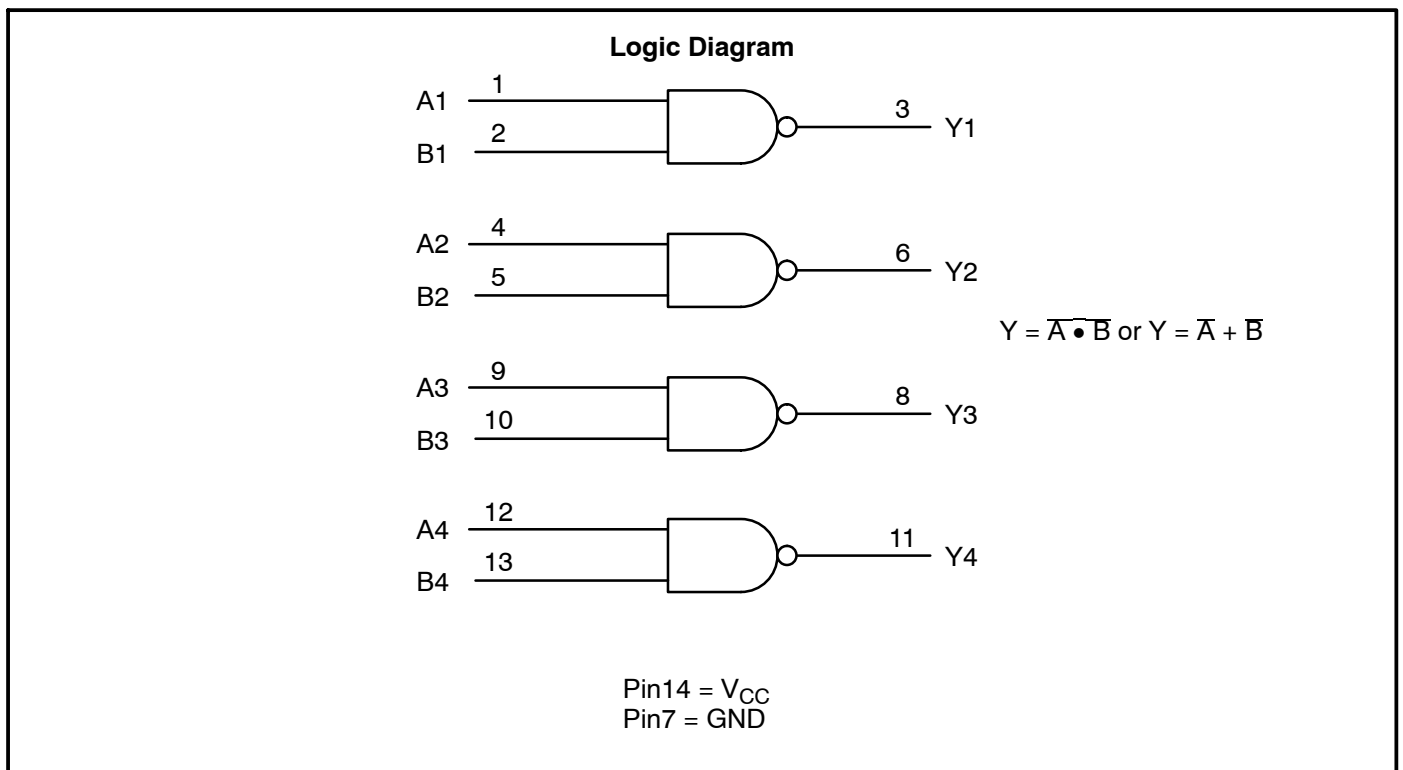 Logic Diagram
A1 1
B1 2
3 Y1
A2 4
B2 5
6 Y2
Y = A̅ ̅•̅ ̅B̅ or Y = A̅ + B̅
A3 9
B3 10
8 Y3
A4 12
B4 13
11 Y4
Pin14 = VCC
Pin7 = GND